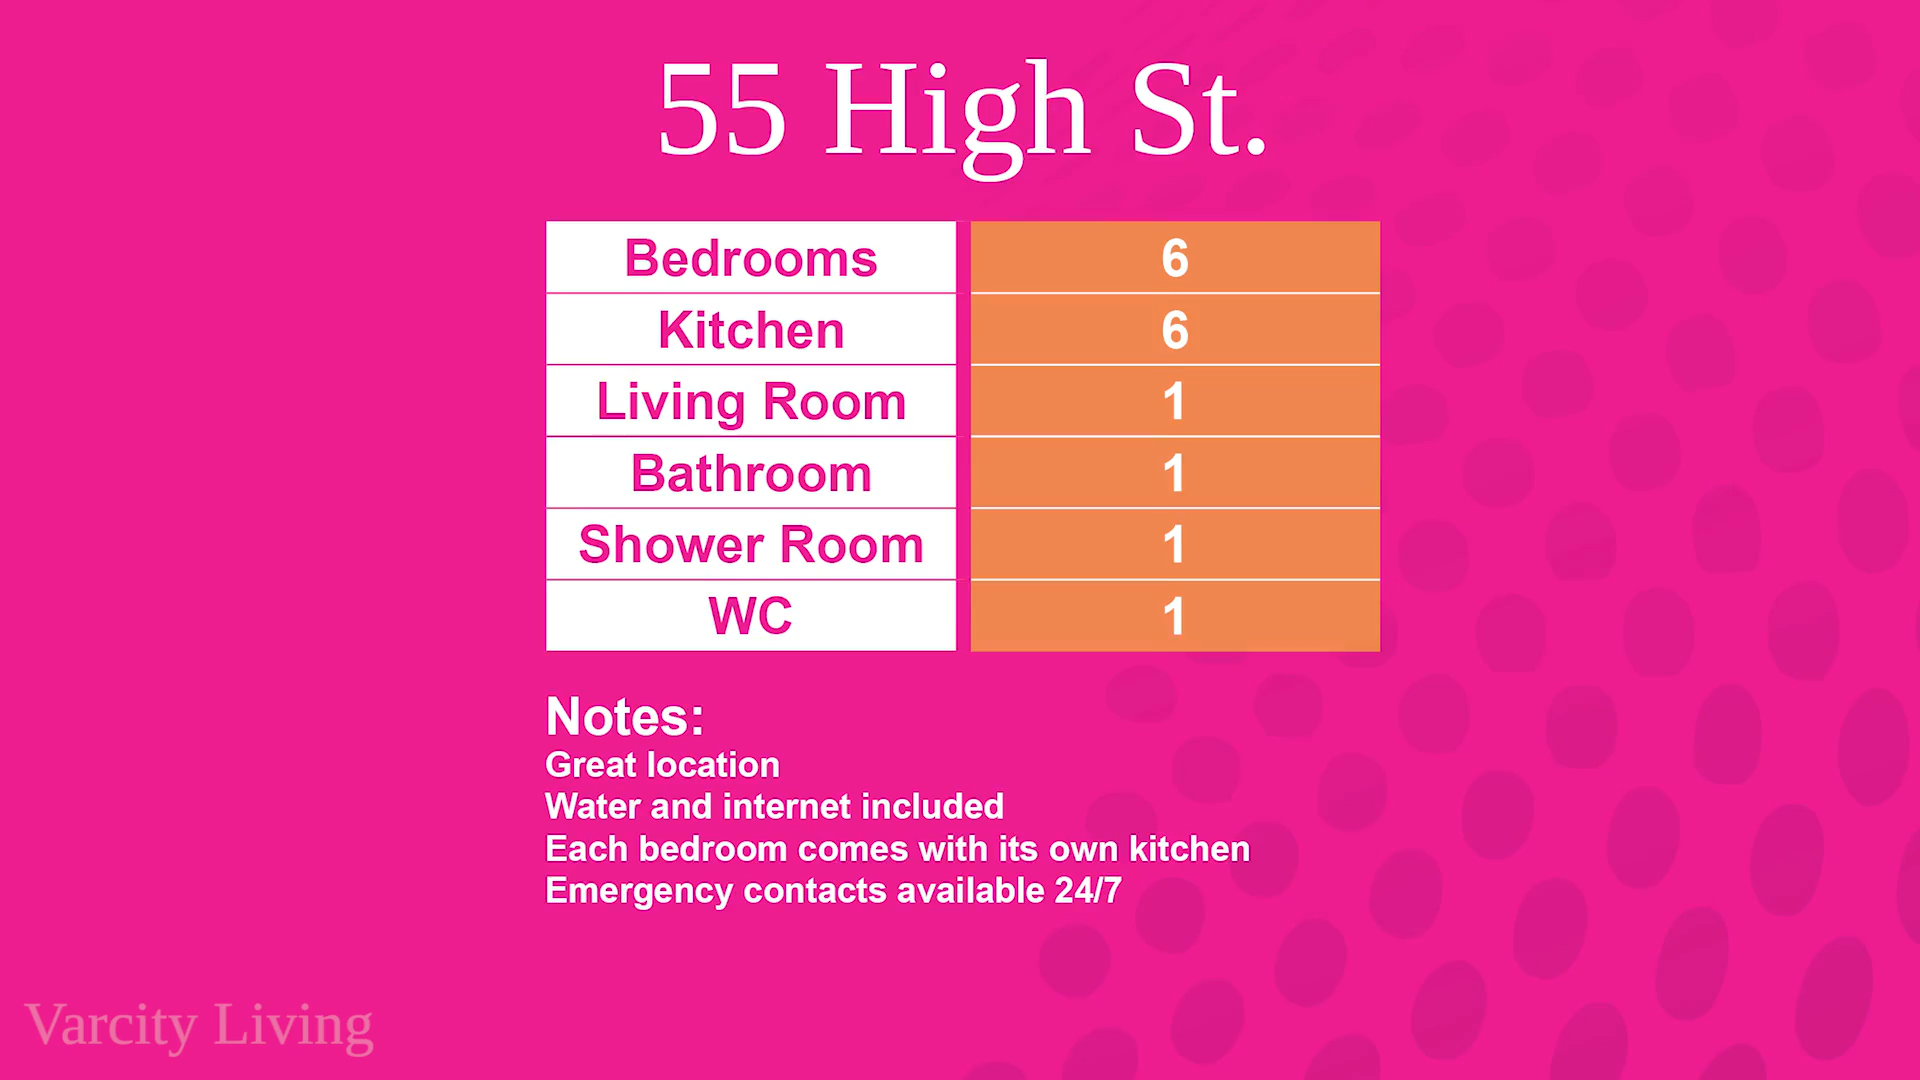 55 High St.
Bedrooms 6
Kitchen 6
Living Room 1
Bathroom 1
Shower Room 1
WC 1
Notes:
Great location
Water and internet included
Each bedroom comes with its own kitchen
Emergency contacts available 24/7
Varcity Living